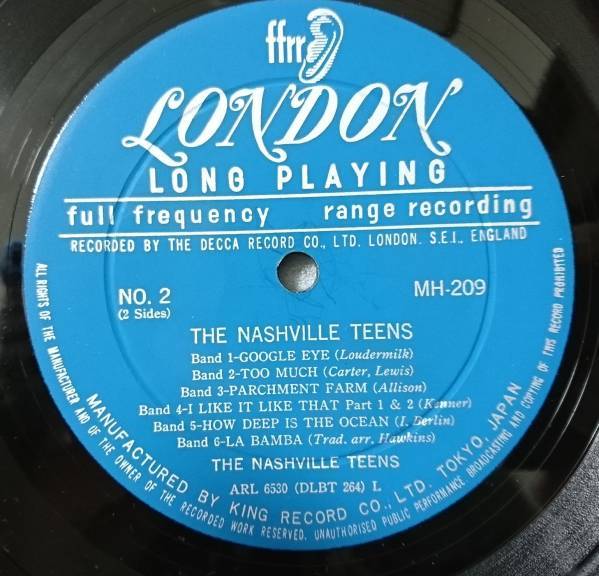 ffrr
LONDON
LONG PLAYING
full frequency range recording
RECORDED BY THE DECCA RECORD CO., LTD. LONDON. S.E.I., ENGLAND
NO. 2 MH-209
(2 Sides)
THE NASHVILLE TEENS
Band 1-GOOGLE EYE (Loudermilk)
Band 2-TOO MUCH (Carter, Lewis)
Band 3-PARCHMENT FARM (Allison)
Band 4-I LIKE IT LIKE THAT Part 1 & 2 (Kenner)
Band 5-HOW DEEP IS THE OCEAN (I. Berlin)
Band 6-LA BAMBA (Trad. arr. Hawkins)
THE NASHVILLE TEENS
ARL 6530 (DLBT 264) L
MANUFACTURED BY KING RECORD CO., LTD. TOKYO, JAPAN
ALL RIGHTS OF THE MANUFACTURER AND OF THE OWNER OF THE RECORDED WORK RESERVED. UNAUTHORISED PUBLIC PERFORMANCE BROADCASTING AND COPYING OF THIS RECORD PROHIBITED.